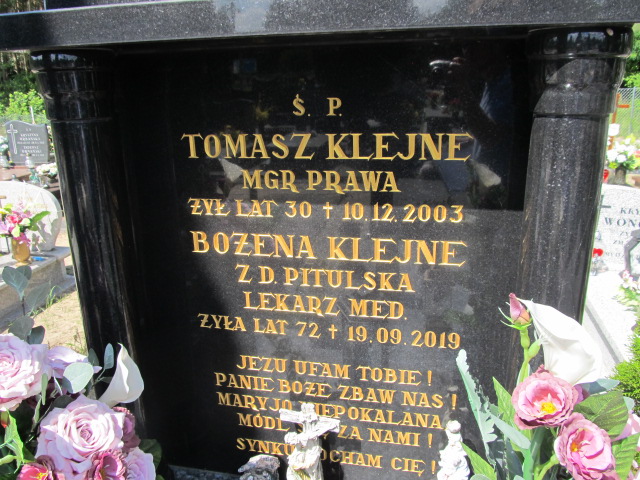 Ś. P.
TOMASZ KLEJNE
MGR PRAWA
ŻYŁ LAT 30 † 10.12.2003
BOŻENA KLEJNE
Z D. PITULSKA
LEKARZ MED.
ŻYŁA LAT 72 † 19.09.2019
JEZU UFAM TOBIE!
PANIE BOŻE ZBAW NAS!
MARYJO NIEPOKALANA
MÓDL ZA NAMI!
SYNKU KOCHAM CIĘ!